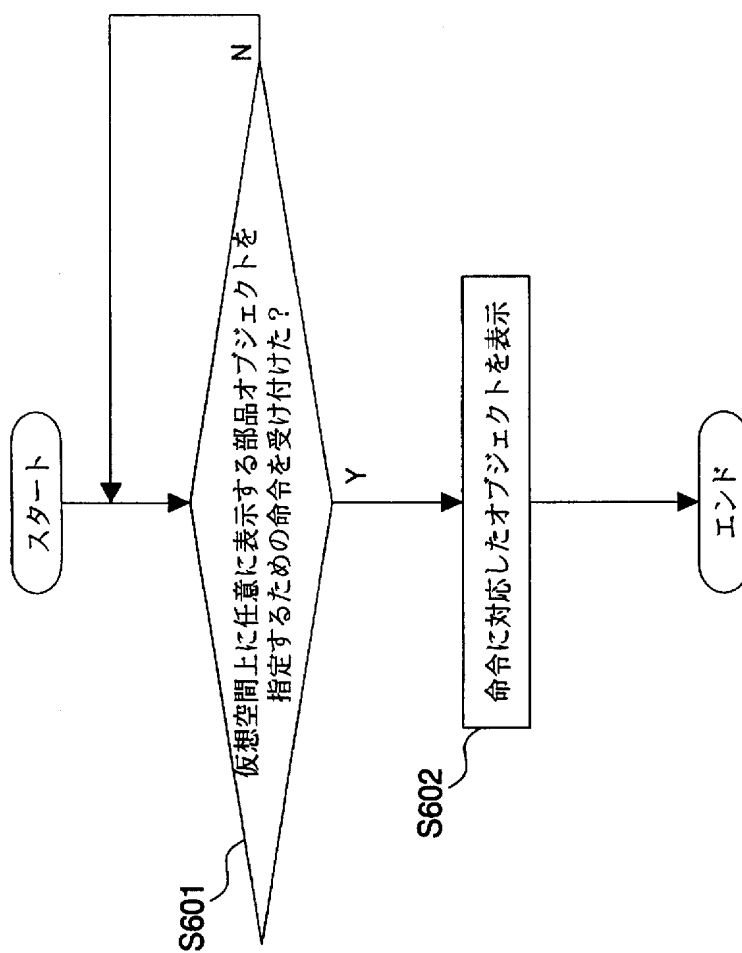 スタート
S601
仮想空間上に任意に表示する部品オブジェクトを
指定するための命令を受け付けた？
N
Y
S602
命令に対応したオブジェクトを表示
エンド